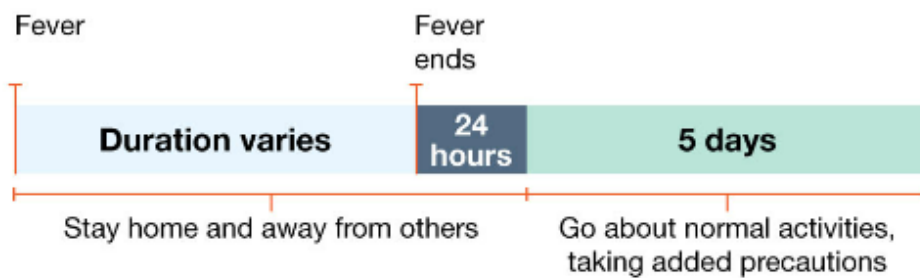 Fever
Fever
ends
Duration varies
24
hours
5 days
Stay home and away from others
Go about normal activities,
taking added precautions